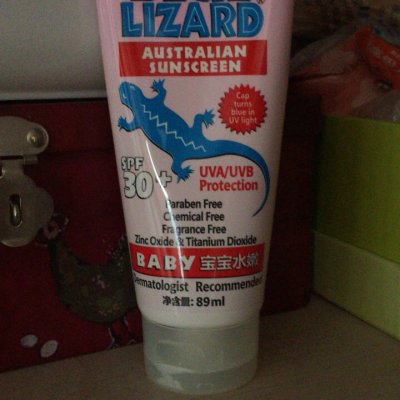 LIZARD®
AUSTRALIAN
SUNSCREEN
Cap
turns
blue in
UV light
SPF
30+
UVA/UVB
Protection
Paraben Free
Chemical Free
Fragrance Free
Zinc Oxide & Titanium Dioxide
BABY 宝宝水嫩
Dermatologist Recommended
净含量: 89ml